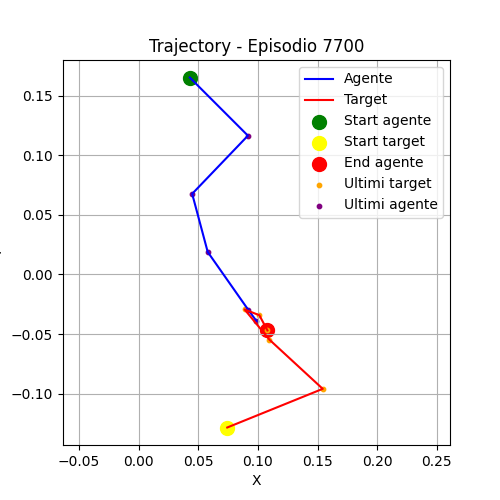 Trajectory - Episodio 7700
Agente
Target
Start agente
Start target
End agente
Ultimi target
Ultimi agente
0.15
0.10
0.05
0.00
−0.05
−0.10
−0.05
0.00
0.05
0.10
0.15
0.20
0.25
X